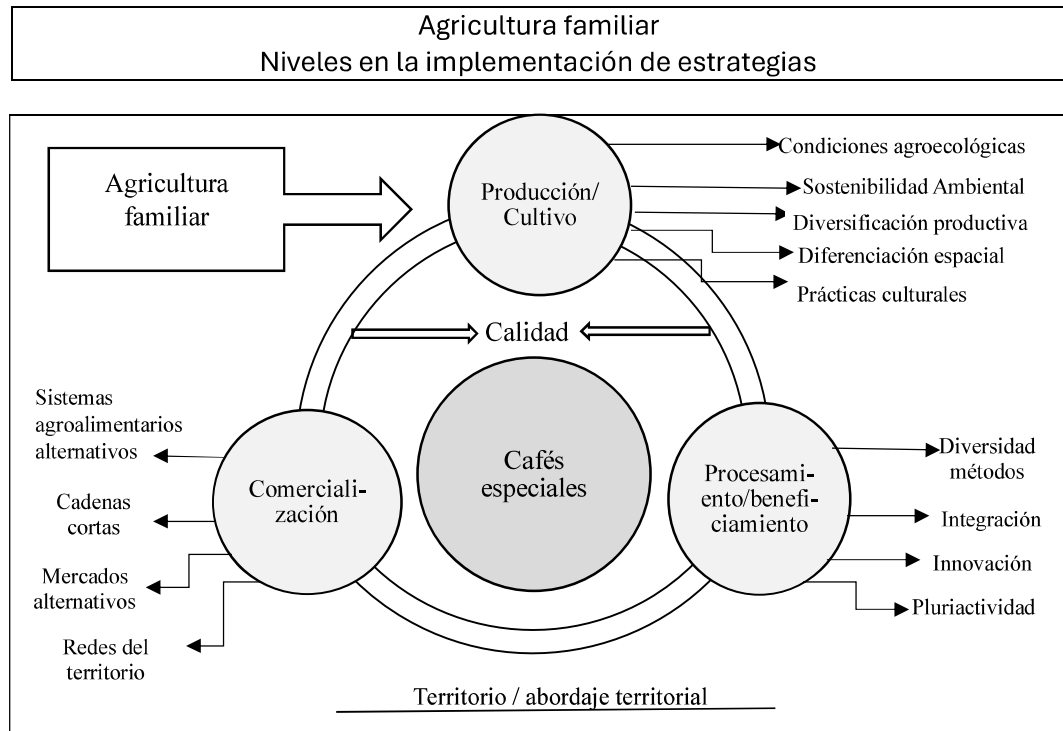 Agricultura familiar
Niveles en la implementación de estrategias
Agricultura
familiar
Producción/
Cultivo
Condiciones agroecológicas
Sostenibilidad Ambiental
Diversificación productiva
Diferenciación espacial
Prácticas culturales
Calidad
Cafés
especiales
Sistemas
agroalimentarios
alternativos
Cadenas
cortas
Mercados
alternativos
Redes del
territorio
Comerciali-
zación
Procesami-
ento/benefi-
ciamiento
Diversidad
métodos
Integración
Innovación
Pluriactividad
Territorio / abordaje territorial